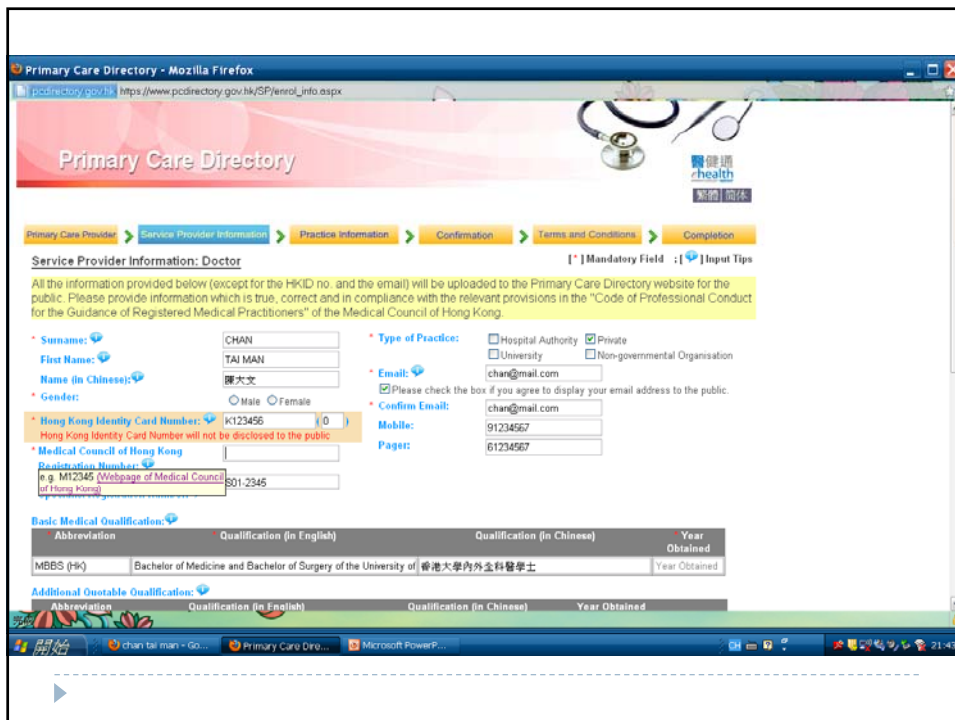 Primary Care Directory - Mozilla Firefox
pcdirectory.gov.hk https://www.pcdirectory.gov.hk/SP/enrol_info.aspx
Primary Care Directory
醫健通
ehealth
繁體 简体
Primary Care Provider Service Provider Information Practice Information Confirmation Terms and Conditions Completion
Service Provider Information: Doctor [ * ] Mandatory Field ; [ ] Input Tips
All the information provided below (except for the HKID no. and the email) will be uploaded to the Primary Care Directory website for the
public. Please provide information which is true, correct and in compliance with the relevant provisions in the "Code of Professional Conduct
for the Guidance of Registered Medical Practitioners" of the Medical Council of Hong Kong.
* Surname: CHAN
First Name: TAI MAN
Name (in Chinese): 陳大文
* Gender: Male Female
* Hong Kong Identity Card Number: K123456 ( 0 )
Hong Kong Identity Card Number will not be disclosed to the public
* Medical Council of Hong Kong
Registration Number:
e.g. M12345 (Webpage of Medical Council
of Hong Kong)
S01-2345
* Type of Practice: Hospital Authority Private
University Non-governmental Organisation
* Email: chan@mail.com
Please check the box if you agree to display your email address to the public.
* Confirm Email: chan@mail.com
Mobile: 91234567
Pager: 61234567
Basic Medical Qualification:
* Abbreviation * Qualification (in English) Qualification (in Chinese) * Year
Obtained
MBBS (HK) Bachelor of Medicine and Bachelor of Surgery of the University of 香港大學內外全科醫學士 Year Obtained
Additional Quotable Qualification:
Abbreviation Qualification (in English) Qualification (in Chinese) Year Obtained
完成
開始 chan tai man - Go... Primary Care Dire... Microsoft PowerP... CH 21:43